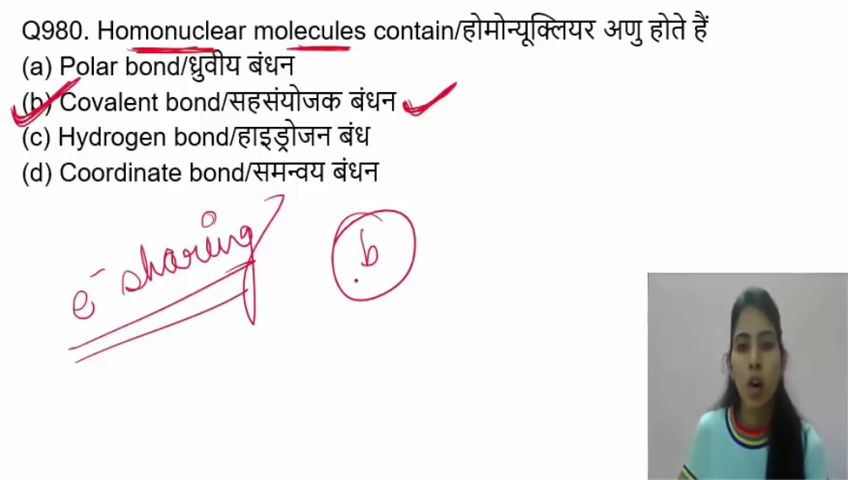 Q980. Homonuclear molecules contain/होमोन्यूक्लियर अणु होते हैं
(a) Polar bond/ध्रुवीय बंधन
(b) Covalent bond/सहसंयोजक बंधन
(c) Hydrogen bond/हाइड्रोजन बंध
(d) Coordinate bond/समन्वय बंधन
e⁻ sharing
b